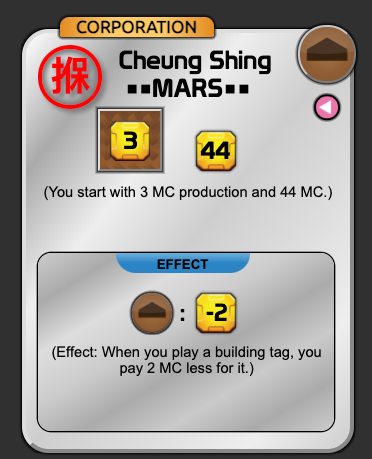 CORPORATION
猴
Cheung Shing
▪▪MARS▪▪
3
44
(You start with 3 MC production and 44 MC.)
EFFECT
: -2
(Effect: When you play a building tag, you
pay 2 MC less for it.)